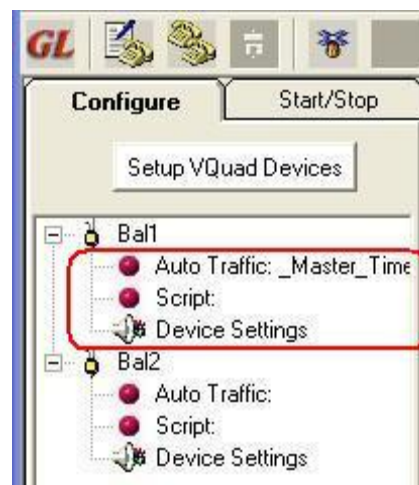 GL
Configure Start/Stop
Setup VQuad Devices
Bal1
Auto Traffic: _Master_Time
Script:
Device Settings
Bal2
Auto Traffic:
Script:
Device Settings